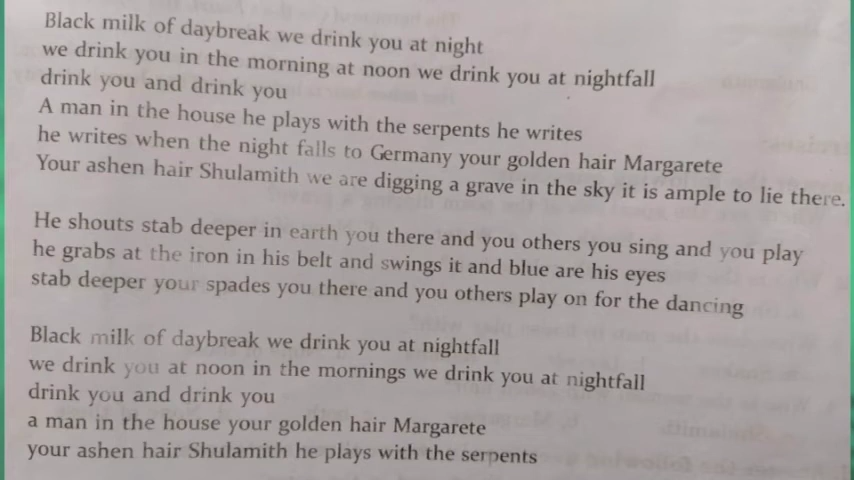 Black milk of daybreak we drink you at night
we drink you in the morning at noon we drink you at nightfall
drink you and drink you
A man in the house he plays with the serpents he writes
he writes when the night falls to Germany your golden hair Margarete
Your ashen hair Shulamith we are digging a grave in the sky it is ample to lie there.
He shouts stab deeper in earth you there and you others you sing and you play
he grabs at the iron in his belt and swings it and blue are his eyes
stab deeper your spades you there and you others play on for the dancing
Black milk of daybreak we drink you at nightfall
we drink you at noon in the mornings we drink you at nightfall
drink you and drink you
a man in the house your golden hair Margarete
your ashen hair Shulamith he plays with the serpents